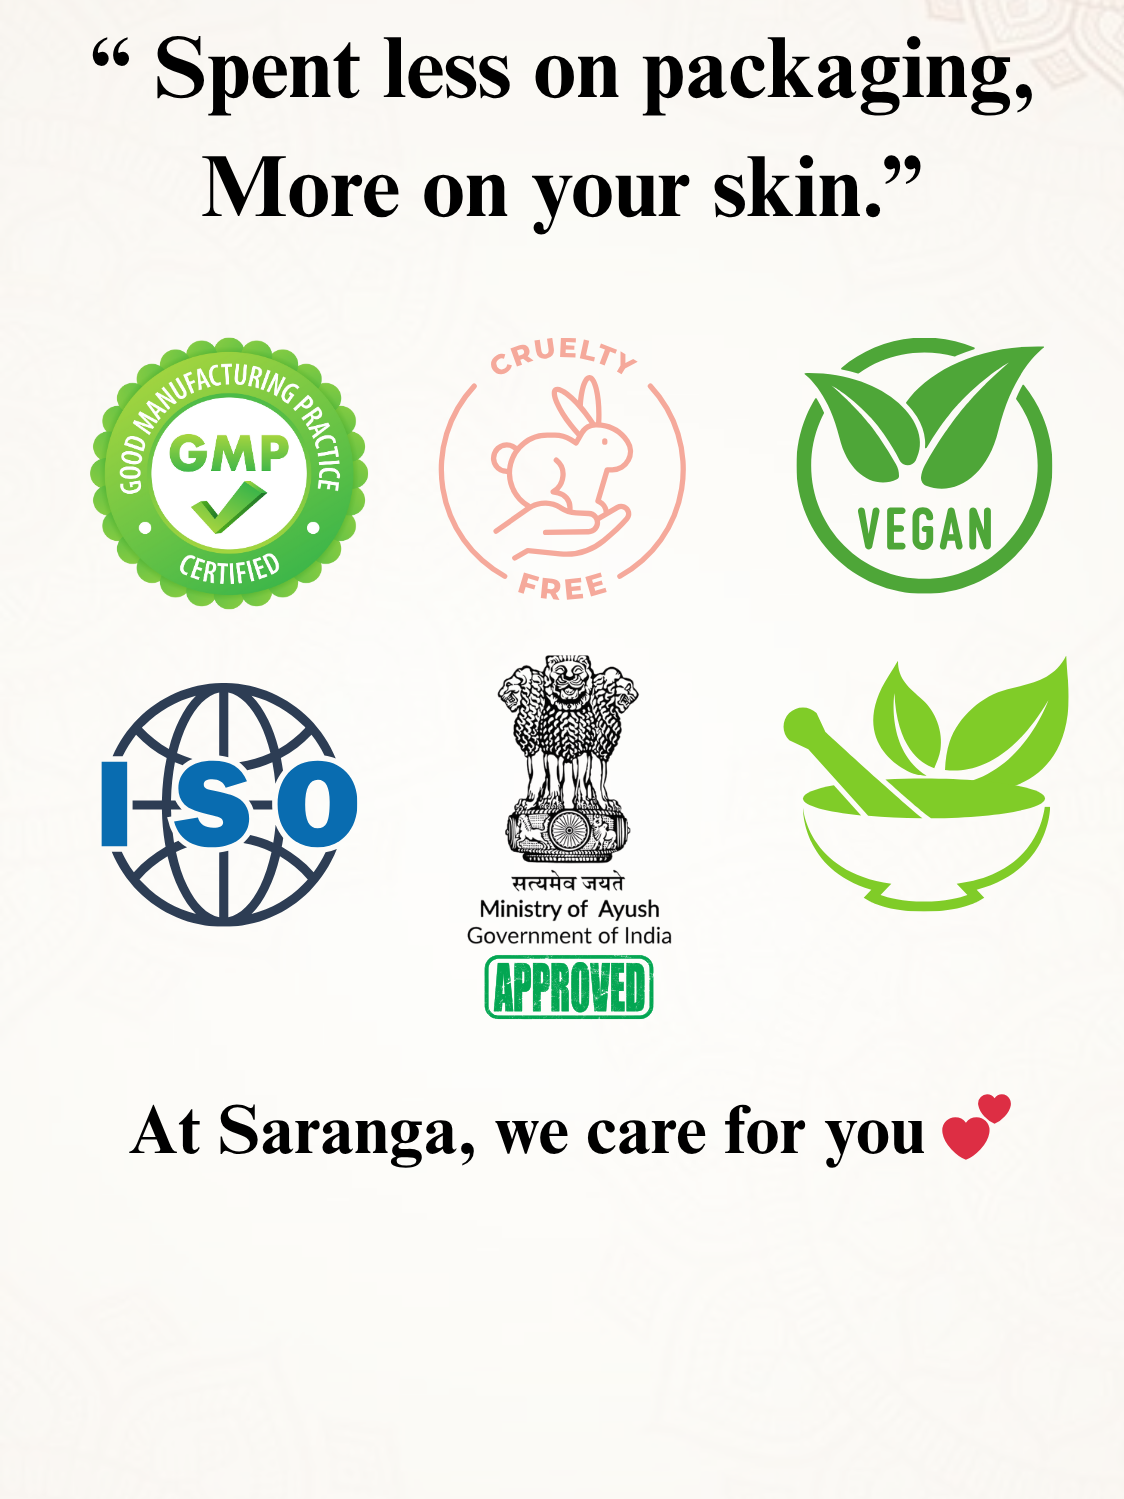 “ Spent less on packaging,
More on your skin.”
GOOD MANUFACTURING PRACTICE
GMP
CERTIFIED
CRUELTY
FREE
VEGAN
ISO
सत्यमेव जयते
Ministry of Ayush
Government of India
APPROVED
At Saranga, we care for you 💕